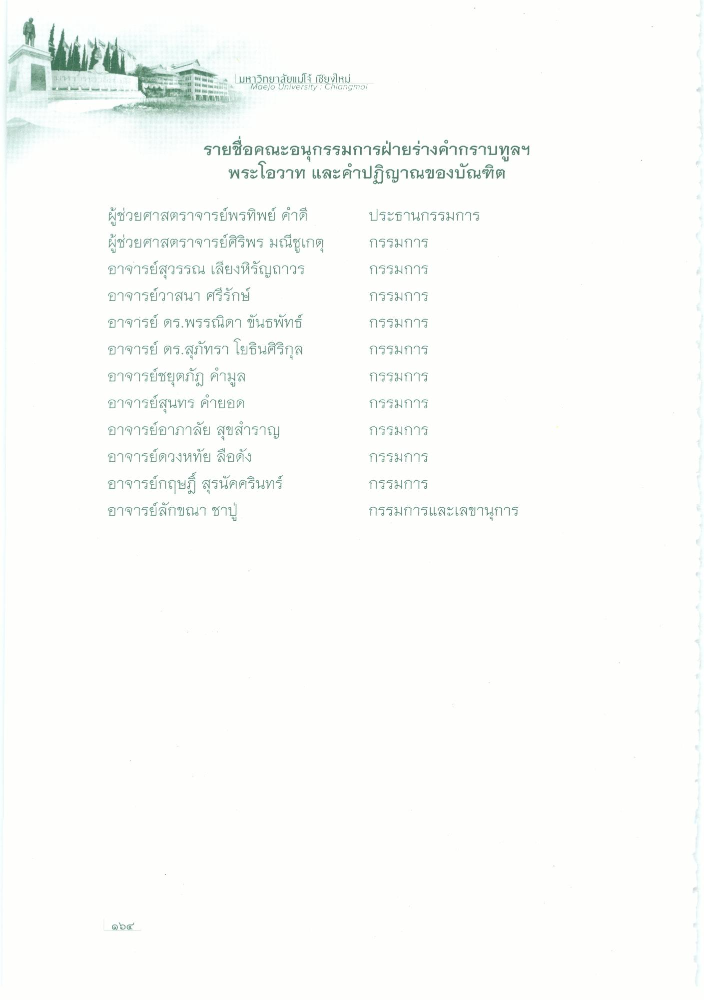 มหาวิทยาลัยแม่โจ้ เชียงใหม่
Maejo University : Chiangmai
รายชื่อคณะอนุกรรมการฝ่ายร่างคำกราบทูลฯ
พระโอวาท และคำปฏิญาณของบัณฑิต
ผู้ช่วยศาสตราจารย์พรทิพย์ คำดี ประธานกรรมการ
ผู้ช่วยศาสตราจารย์ศิริพร มณีชูเกตุ กรรมการ
อาจารย์สุวรรณ เลียงหิรัญถาวร กรรมการ
อาจารย์วาสนา ศรีรักษ์ กรรมการ
อาจารย์ ดร.พรรณิดา ขันธพัทธ์ กรรมการ
อาจารย์ ดร.สุภัทรา โยธินศิริกุล กรรมการ
อาจารย์ชยุตภัฎ คำมูล กรรมการ
อาจารย์สุนทร คำยอด กรรมการ
อาจารย์อาภาลัย สุขสำราญ กรรมการ
อาจารย์ดวงหทัย ลือดัง กรรมการ
อาจารย์กฤษฎิ์ สุรนัคครินทร์ กรรมการ
อาจารย์ลักขณา ชาปู่ กรรมการและเลขานุการ
๑๖๔